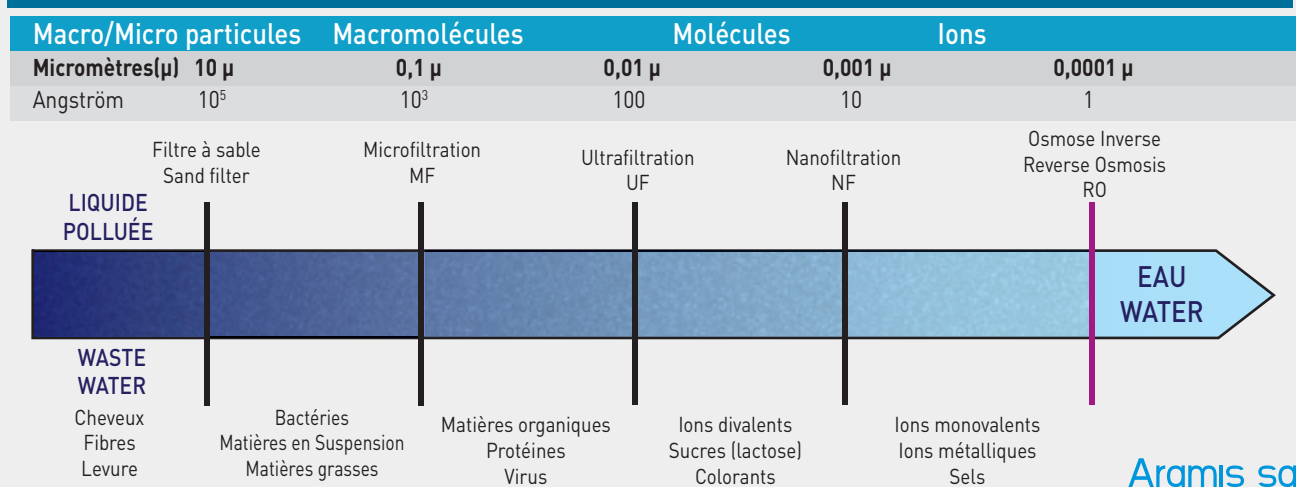 Macro/Micro particules Macromolécules Molécules Ions
Micromètres(µ) 10 µ 0,1 µ 0,01 µ 0,001 µ 0,0001 µ
Angström 10⁵ 10³ 100 10 1
Filtre à sable
Sand filter
Microfiltration
MF
Ultrafiltration
UF
Nanofiltration
NF
Osmose Inverse
Reverse Osmosis
RO
LIQUIDE
POLLUÉE
EAU
WATER
WASTE
WATER
Cheveux
Fibres
Levure
Bactéries
Matières en Suspension
Matières grasses
Matières organiques
Protéines
Virus
Ions divalents
Sucres (lactose)
Colorants
Ions monovalents
Ions métalliques
Sels
Aramis sa